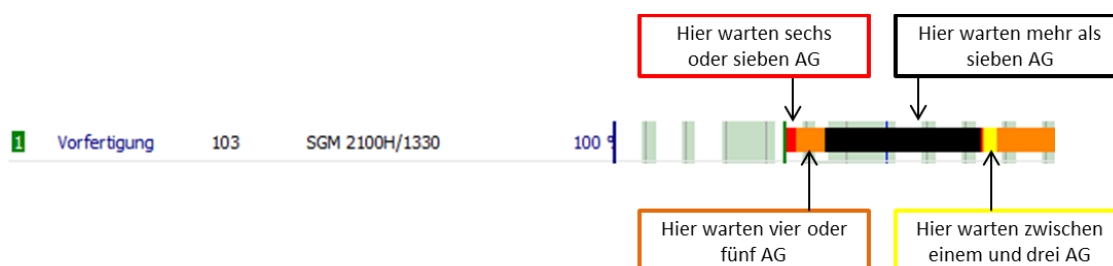 Hier warten sechs
oder sieben AG
Hier warten mehr als
sieben AG
1 Vorfertigung 103 SGM 2100H/1330 100 %
Hier warten vier oder
fünf AG
Hier warten zwischen
einem und drei AG